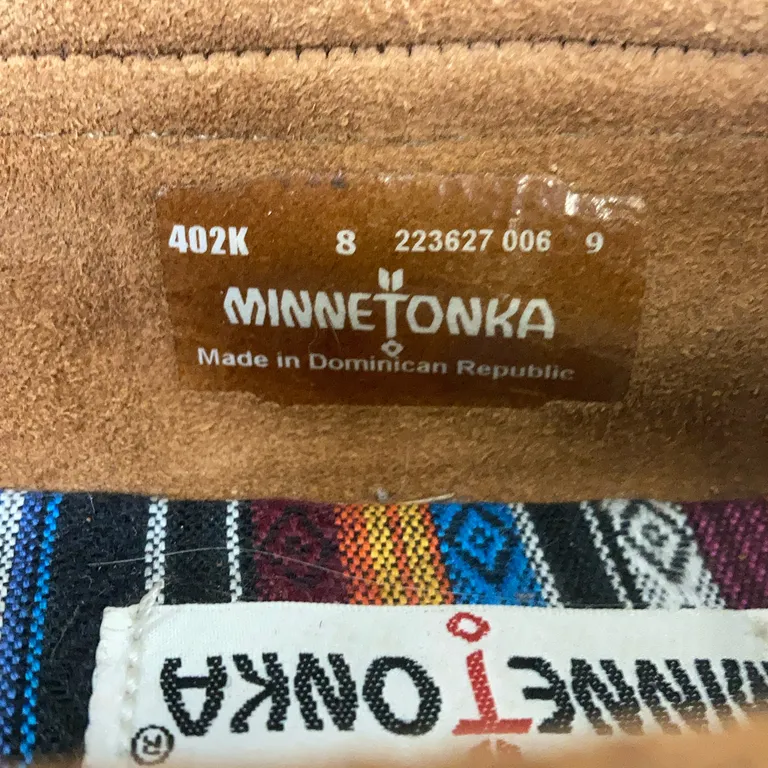 402K 8 223627 006 9
MINNETONKA
Made in Dominican Republic
MINNETONKA
®